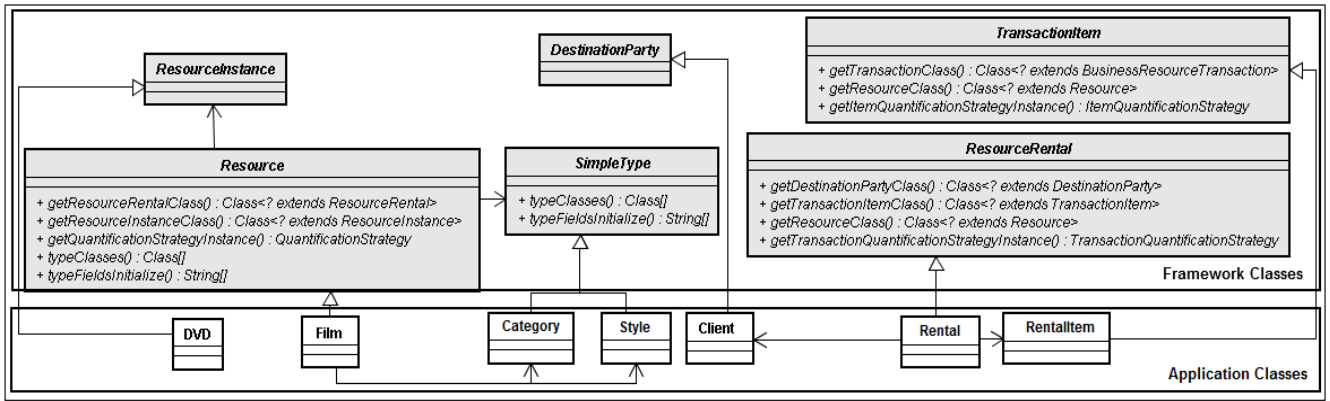 TransactionItem
+ getTransactionClass() : Class<? extends BusinessResourceTransaction>
+ getResourceClass() : Class<? extends Resource>
+ getItemQuantificationStrategyInstance() : ItemQuantificationStrategy
DestinationParty
ResourceInstance
Resource
+ getResourceRentalClass() : Class<? extends ResourceRental>
+ getResourceInstanceClass() : Class<? extends ResourceInstance>
+ getQuantificationStrategyInstance() : QuantificationStrategy
+ typeClasses() : Class[]
+ typeFieldsInitialize() : String[]
SimpleType
+ typeClasses() : Class[]
+ typeFieldsInitialize() : String[]
ResourceRental
+ getDestinationPartyClass() : Class<? extends DestinationParty>
+ getTransactionItemClass() : Class<? extends TransactionItem>
+ getResourceClass() : Class<? extends Resource>
+ getTransactionQuantificationStrategyInstance() : TransactionQuantificationStrategy
Framework Classes
DVD
Film
Category
Style
Client
Rental
RentalItem
Application Classes